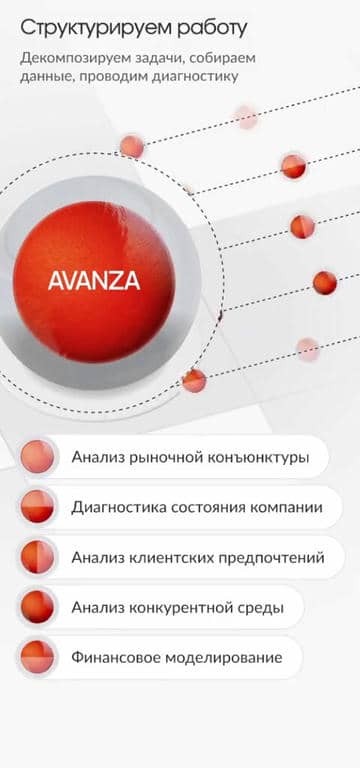 Структурируем работу
Декомпозируем задачи, собираем
данные, проводим диагностику
AVANZA
Анализ рыночной конъюнктуры
Диагностика состояния компании
Анализ клиентских предпочтений
Анализ конкурентной среды
Финансовое моделирование